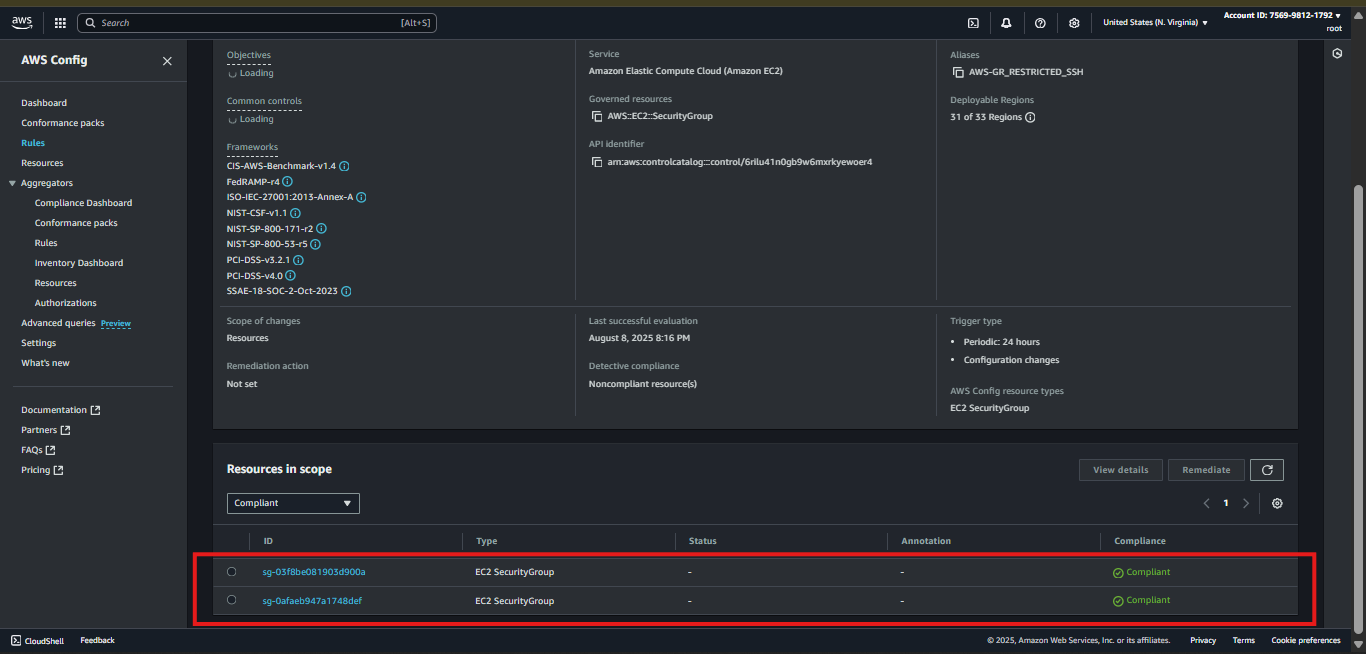 aws
Search
[Alt+S]
United States (N. Virginia)
Account ID: 7569-9812-1792
root
AWS Config
Dashboard
Conformance packs
Rules
Resources
Aggregators
Compliance Dashboard
Conformance packs
Rules
Inventory Dashboard
Resources
Authorizations
Advanced queries Preview
Settings
What's new
Documentation
Partners
FAQs
Pricing
Objectives
Loading
Common controls
Loading
Frameworks
CIS-AWS-Benchmark-v1.4
FedRAMP-r4
ISO-IEC-27001:2013-Annex-A
NIST-CSF-v1.1
NIST-SP-800-171-r2
NIST-SP-800-53-r5
PCI-DSS-v3.2.1
PCI-DSS-v4.0
SSAE-18-SOC-2-Oct-2023
Service
Amazon Elastic Compute Cloud (Amazon EC2)
Governed resources
AWS::EC2::SecurityGroup
API identifier
arn:aws:controlcatalog:::control/6rilu41n0gb9w6mxrkyewoer4
Aliases
AWS-GR_RESTRICTED_SSH
Deployable Regions
31 of 33 Regions
Scope of changes
Resources
Remediation action
Not set
Last successful evaluation
August 8, 2025 8:16 PM
Detective compliance
Noncompliant resource(s)
Trigger type
• Periodic: 24 hours
• Configuration changes
AWS Config resource types
EC2 SecurityGroup
Resources in scope
View details
Remediate
Compliant
1
ID Type Status Annotation Compliance
sg-03f8be081903d900a EC2 SecurityGroup - - Compliant
sg-0afaeb947a1748def EC2 SecurityGroup - - Compliant
CloudShell
Feedback
© 2025, Amazon Web Services, Inc. or its affiliates.
Privacy
Terms
Cookie preferences